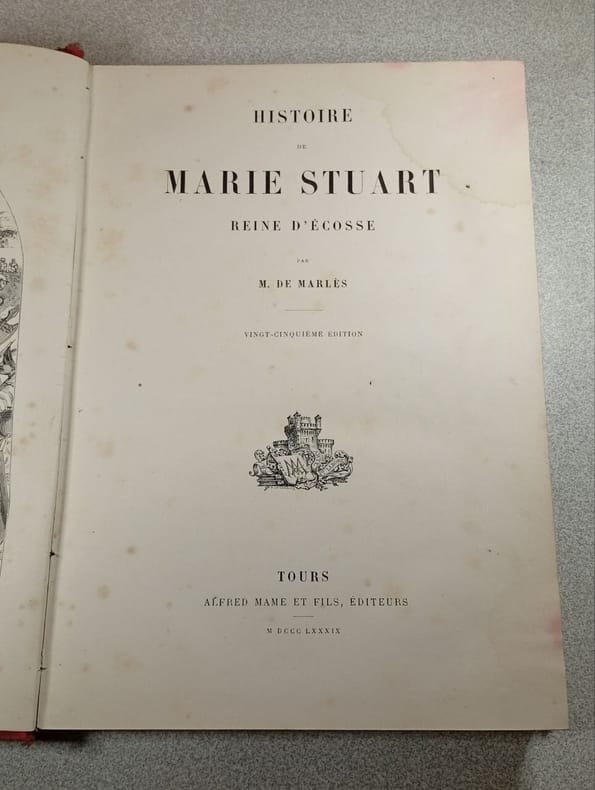 HISTOIRE
DE
MARIE STUART
REINE D'ÉCOSSE
PAR
M. DE MARLÈS
VINGT-CINQUIÈME ÉDITION
TOURS
ALFRED MAME ET FILS, ÉDITEURS
M DCCC LXXXIX